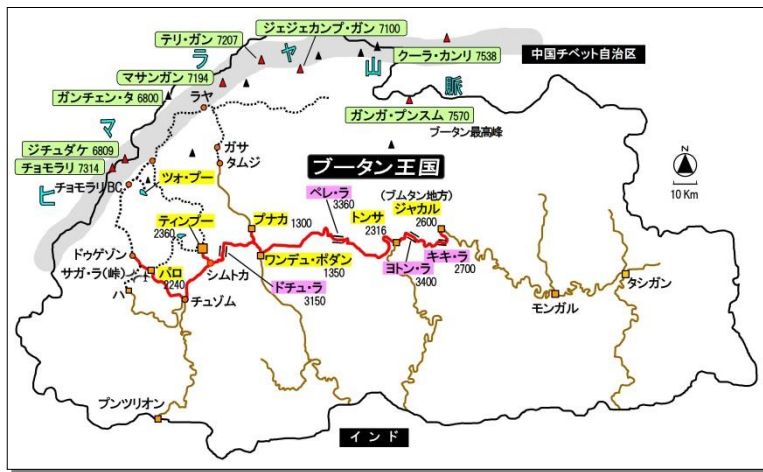 ジェジェカンプ・ガン 7100
テリ・ガン 7207
クーラ・カンリ 7538
中国チベット自治区
マサンガン 7194
ガンチェン・タ 6800
ラヤ
ガンガ・プンスム 7570
ブータン最高峰
ヒマラヤ山脈
ジチュダケ 6809
チョモラリ 7314
チョモラリBC
ガサ
タムジ
ツォ・プー
ブータン王国
N
10 Km
ペレ・ラ
3360
(ブムタン地方)
ジャカル
2600
トンサ
2316
プナカ 1300
ティンプー
2360
ドゥゲゾン
サガ・ラ(峠)
パロ
2240
ハ
シムトカ
ワンデュ・ポダン
1350
ドチュ・ラ
3150
ヨトン・ラ
3400
キキ・ラ
2700
タシガン
モンガル
チュゾム
プンツリオン
インド